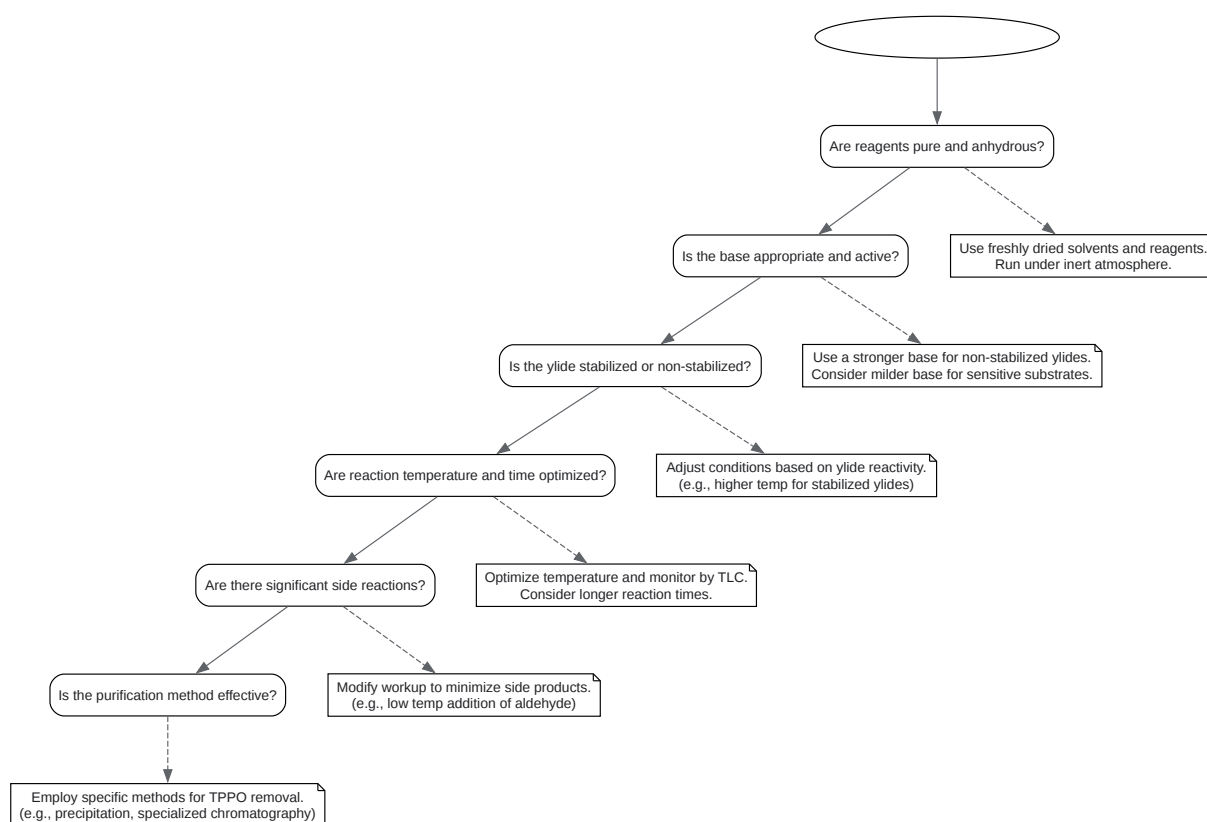 Are reagents pure and anhydrous?
Is the base appropriate and active?
Use freshly dried solvents and reagents.
Run under inert atmosphere.
Is the ylide stabilized or non-stabilized?
Use a stronger base for non-stabilized ylides.
Consider milder base for sensitive substrates.
Are reaction temperature and time optimized?
Adjust conditions based on ylide reactivity.
(e.g., higher temp for stabilized ylides)
Are there significant side reactions?
Optimize temperature and monitor by TLC.
Consider longer reaction times.
Is the purification method effective?
Modify workup to minimize side products.
(e.g., low temp addition of aldehyde)
Employ specific methods for TPPO removal.
(e.g., precipitation, specialized chromatography)